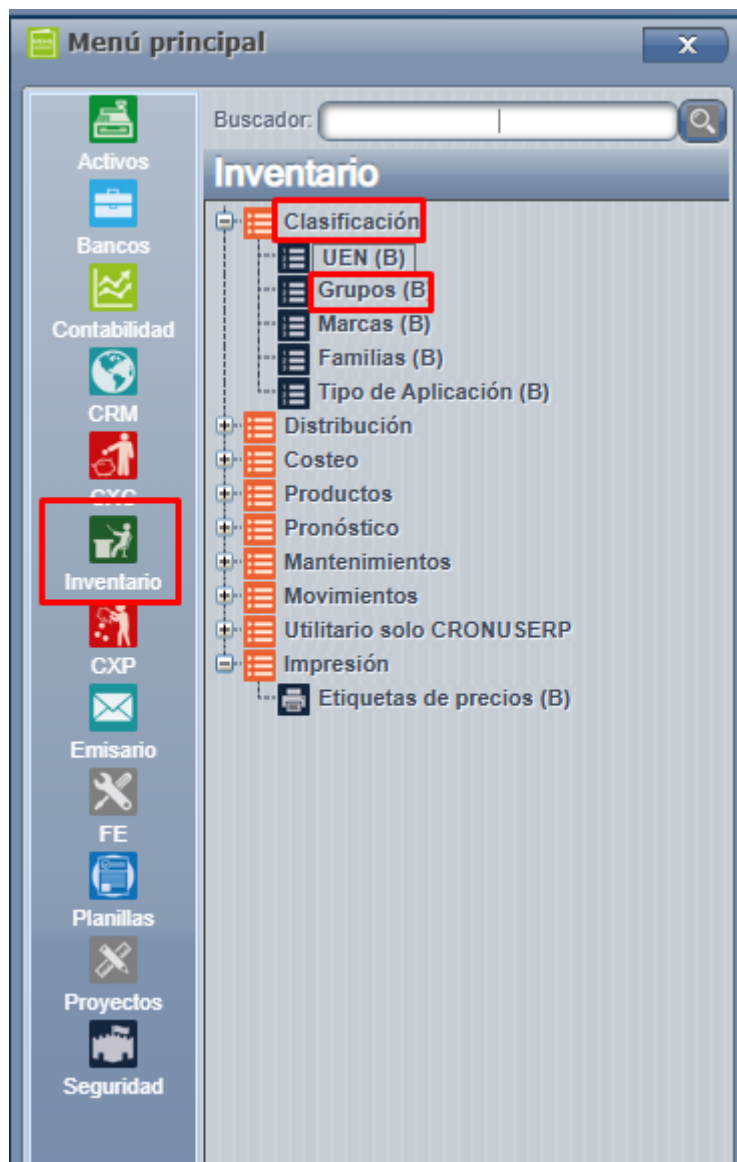 Menú principal
x
Activos
Bancos
Contabilidad
CRM
CXC
Inventario
CXP
Emisario
FE
Planillas
Proyectos
Seguridad
Buscador:
Inventario
Clasificación
UEN (B)
Grupos (B
Marcas (B)
Familias (B)
Tipo de Aplicación (B)
Distribución
Costeo
Productos
Pronóstico
Mantenimientos
Movimientos
Utilitario solo CRONUSERP
Impresión
Etiquetas de precios (B)